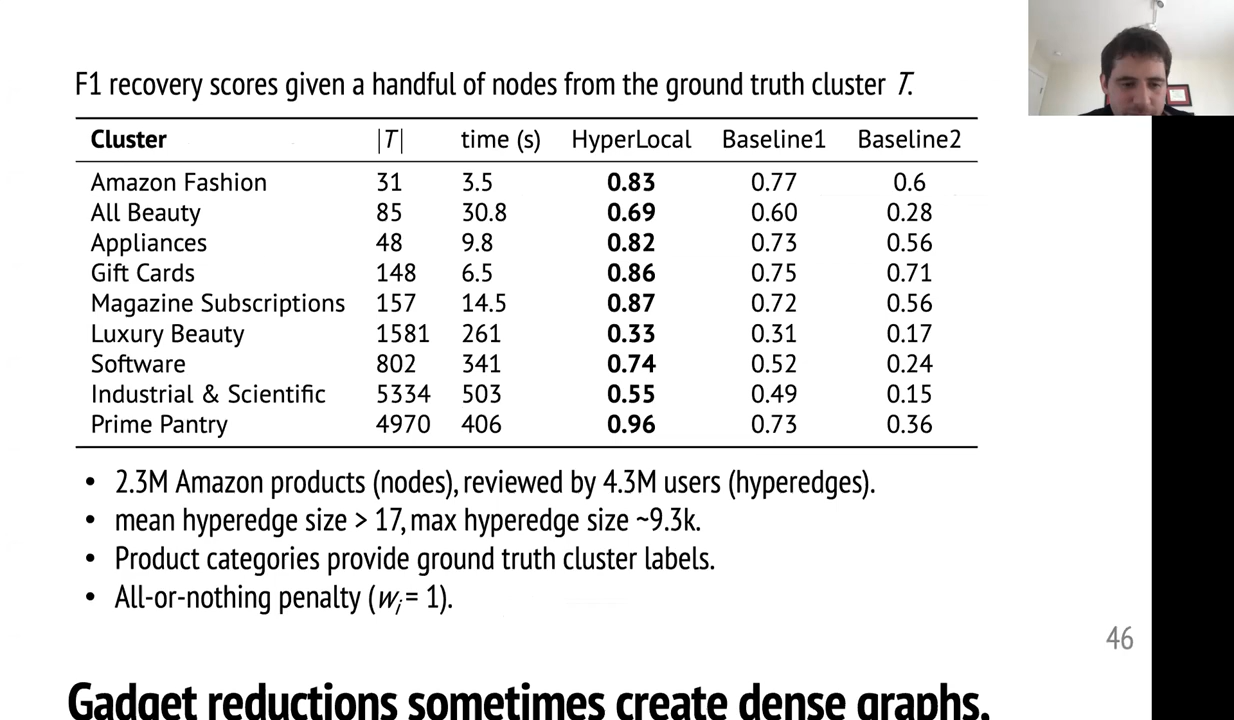 F1 recovery scores given a handful of nodes from the ground truth cluster T.
Cluster |T| time (s) HyperLocal Baseline1 Baseline2
Amazon Fashion 31 3.5 0.83 0.77 0.6
All Beauty 85 30.8 0.69 0.60 0.28
Appliances 48 9.8 0.82 0.73 0.56
Gift Cards 148 6.5 0.86 0.75 0.71
Magazine Subscriptions 157 14.5 0.87 0.72 0.56
Luxury Beauty 1581 261 0.33 0.31 0.17
Software 802 341 0.74 0.52 0.24
Industrial & Scientific 5334 503 0.55 0.49 0.15
Prime Pantry 4970 406 0.96 0.73 0.36
• 2.3M Amazon products (nodes), reviewed by 4.3M users (hyperedges).
• mean hyperedge size > 17, max hyperedge size ~9.3k.
• Product categories provide ground truth cluster labels.
• All-or-nothing penalty (wᵢ = 1).
46
Gadget reductions sometimes create dense graphs,